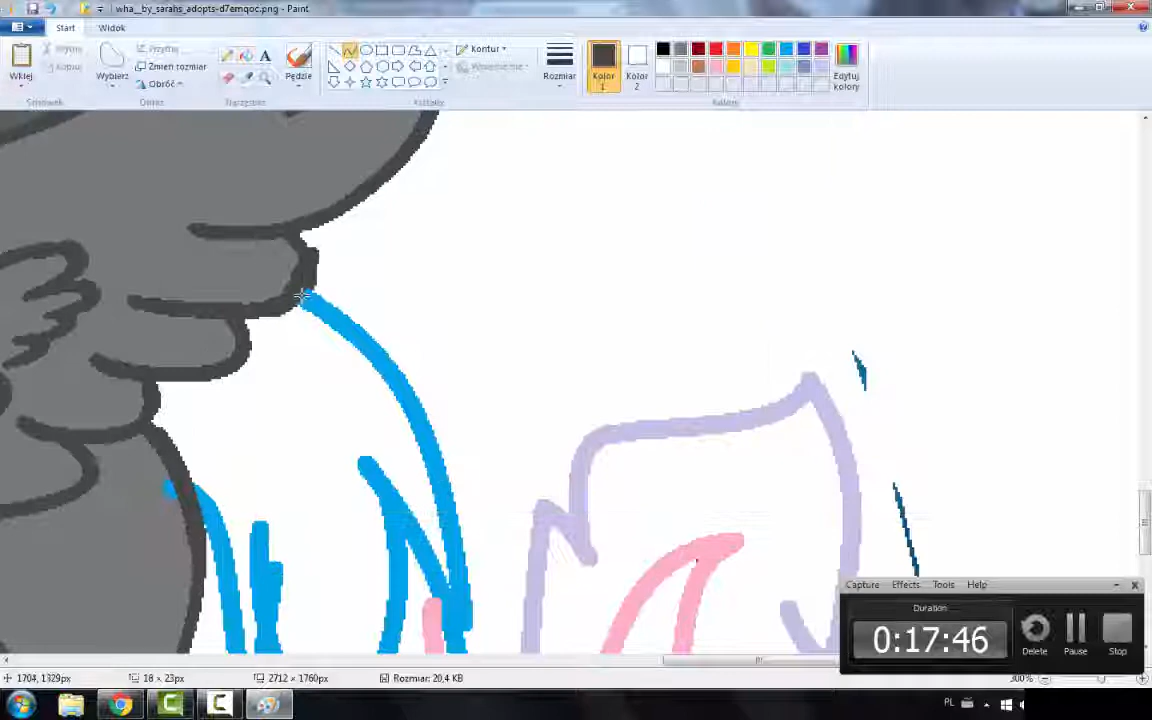 wha__by_sarahs_adopts-d7emqoc.png - Paint
Start Widok
Wklej
Wytnij
Kopiuj
Wybierz
Przytnij
Zmień rozmiar
Obróć
A
Pędzle
Kontur
Wypełnienie
Rozmiar
Kolor 1
Kolor 2
Edytuj kolory
Schowek Obraz Narzędzia Kształty Kolory
Capture Effects Tools Help
Duration
0:17:46
Delete Pause Stop
1704, 1329px 18 × 23px 2712 × 1760px Rozmiar: 20,4 KB 300%
PL